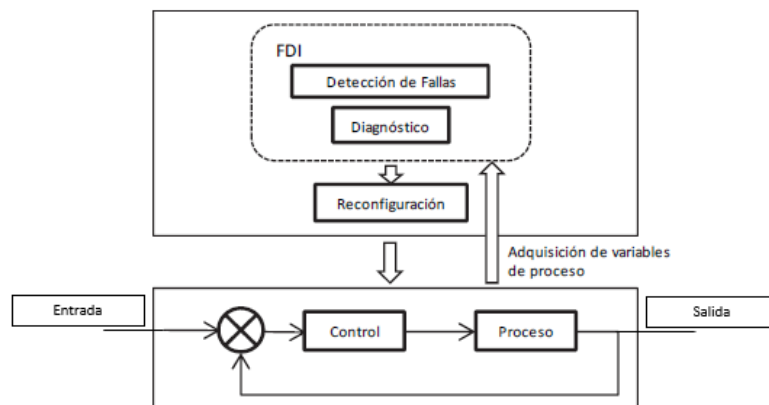 FDI
Detección de Fallas
Diagnóstico
Reconfiguración
Adquisición de variables
de proceso
Entrada
Control
Proceso
Salida